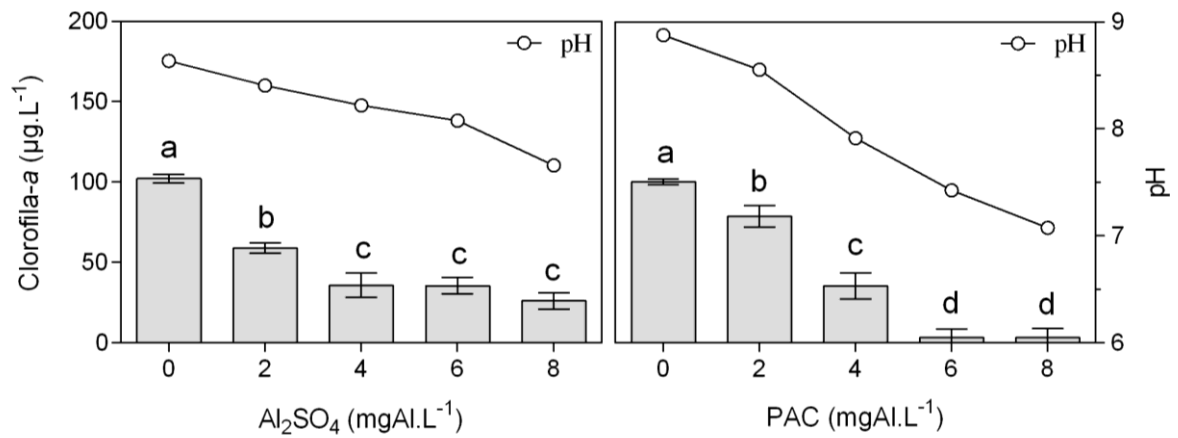 200
150
100
50
0
Clorofila-a (µg.L⁻¹)
pH
a
b
c
c
c
0 2 4 6 8
Al₂SO₄ (mgAl.L⁻¹)
pH
a
b
c
d
d
0 2 4 6 8
PAC (mgAl.L⁻¹)
9
8
7
6
pH